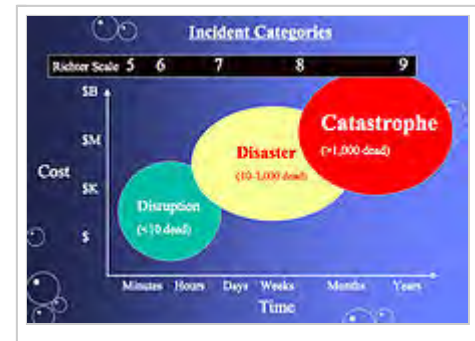 Incident Categories
Richter Scale 5 6 7 8 9
$B
$M
Cost
$K
$
Catastrophe
(>1,000 dead)
Disaster
(10-1,000 dead)
Disruption
(<10 dead)
Minutes Hours Days Weeks Months Years
Time